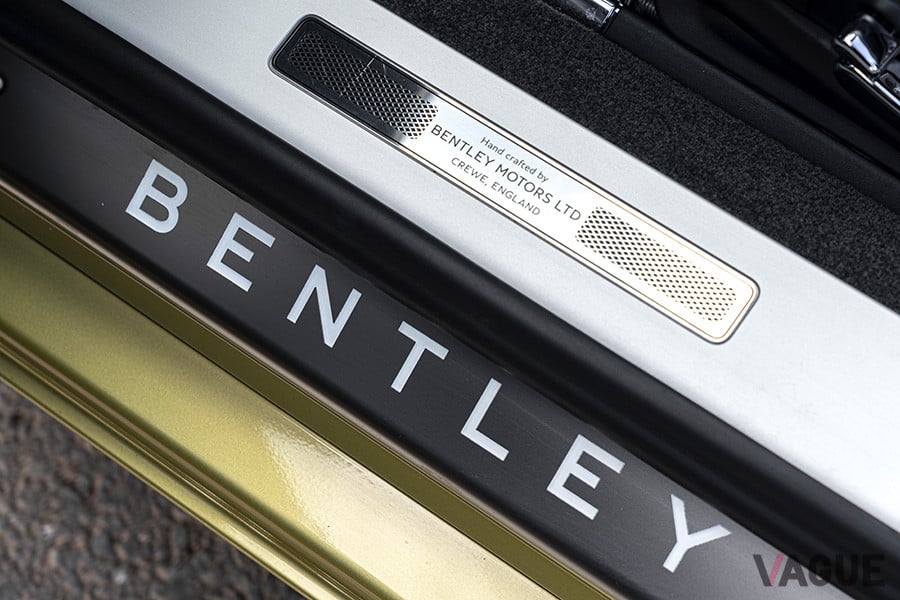 Hand crafted by
BENTLEY MOTORS LTD
CREWE, ENGLAND
BENTLEY
VAGUE